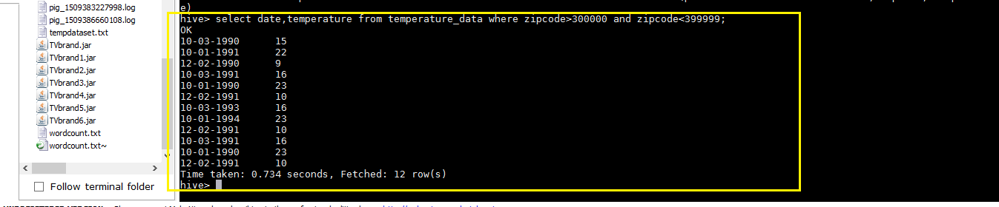 pig_1509383227998.log
pig_1509386660108.log
tempdataset.txt
TVbrand.jar
TVbrand1.jar
TVbrand2.jar
TVbrand3.jar
TVbrand4.jar
TVbrand5.jar
TVbrand6.jar
wordcount.txt
wordcount.txt~
Follow terminal folder
e)
hive> select date,temperature from temperature_data where zipcode>300000 and zipcode<399999;
OK
10-03-1990 15
10-01-1991 22
12-02-1990 9
10-03-1991 16
10-01-1990 23
12-02-1991 10
10-03-1993 16
10-01-1994 23
12-02-1991 10
10-03-1991 16
10-01-1990 23
12-02-1991 10
Time taken: 0.734 seconds, Fetched: 12 row(s)
hive>